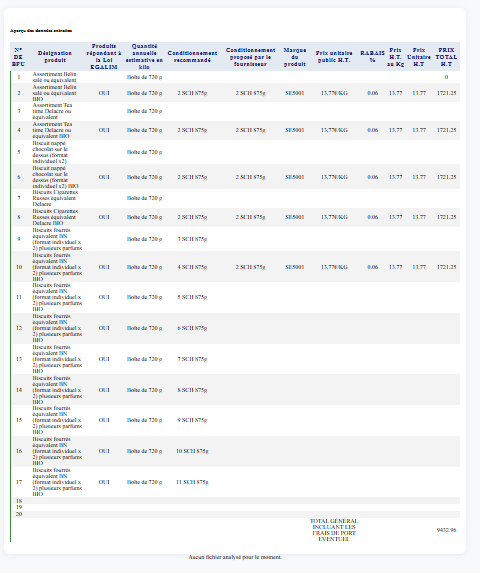 Aperçu des données extraites
N° DE BPU | Désignation produit | Produits répondant à la Loi EGALIM | Quantité annuelle estimative en kilo | Conditionnement recommandé | Conditionnement proposé par le fournisseur | Marque du produit | Prix unitaire public H.T. | RABAIS % | Prix H.T. au Kg | Prix Unitaire H.T | PRIX TOTAL H.T
1 Assortiment Belin salé ou équivalent Boîte de 720 g 0
2 Assortiment Belin salé ou équivalent BIO OUI Boîte de 720 g 2 SCH 875g 2 SCH 875g SE5001 13,77€/KG 0.06 13.77 13.77 1721.25
3 Assortiment Tea time Delacre ou équivalent Boîte de 720 g
4 Assortiment Tea time Delacre ou équivalent BIO OUI Boîte de 720 g 2 SCH 875g 2 SCH 875g SE5001 13,77€/KG 0.06 13.77 13.77 1721.25
5 Biscuit nappé chocolat sur le dessus (format individuel x2) Boîte de 720 g
6 Biscuit nappé chocolat sur le dessus (format individuel x2) BIO OUI Boîte de 720 g 2 SCH 875g 2 SCH 875g SE5001 13,77€/KG 0.06 13.77 13.77 1721.25
7 Biscuits Cigarettes Russes équivalent Delacre Boîte de 720 g
8 Biscuits Cigarettes Russes équivalent Delacre BIO OUI Boîte de 720 g 2 SCH 875g 2 SCH 875g SE5001 13,77€/KG 0.06 13.77 13.77 1721.25
9 Biscuits fourrés équivalent BN (format individuel x 2) plusieurs parfums Boîte de 720 g 3 SCH 875g
10 Biscuits fourrés équivalent BN (format individuel x 2) plusieurs parfums BIO OUI Boîte de 720 g 4 SCH 875g 2 SCH 875g SE5001 13,77€/KG 0.06 13.77 13.77 1721.25
11 Biscuits fourrés équivalent BN (format individuel x 2) plusieurs parfums BIO OUI Boîte de 720 g 5 SCH 875g
12 Biscuits fourrés équivalent BN (format individuel x 2) plusieurs parfums BIO OUI Boîte de 720 g 6 SCH 875g
13 Biscuits fourrés équivalent BN (format individuel x 2) plusieurs parfums BIO OUI Boîte de 720 g 7 SCH 875g
14 Biscuits fourrés équivalent BN (format individuel x 2) plusieurs parfums BIO OUI Boîte de 720 g 8 SCH 875g
15 Biscuits fourrés équivalent BN (format individuel x 2) plusieurs parfums BIO OUI Boîte de 720 g 9 SCH 875g
16 Biscuits fourrés équivalent BN (format individuel x 2) plusieurs parfums BIO OUI Boîte de 720 g 10 SCH 875g
17 Biscuits fourrés équivalent BN (format individuel x 2) plusieurs parfums BIO OUI Boîte de 720 g 11 SCH 875g
18
19
20
TOTAL GÉNÉRAL INCLUANT LES FRAIS DE PORT EVENTUEL 9432.96
Aucun fichier analysé pour le moment.